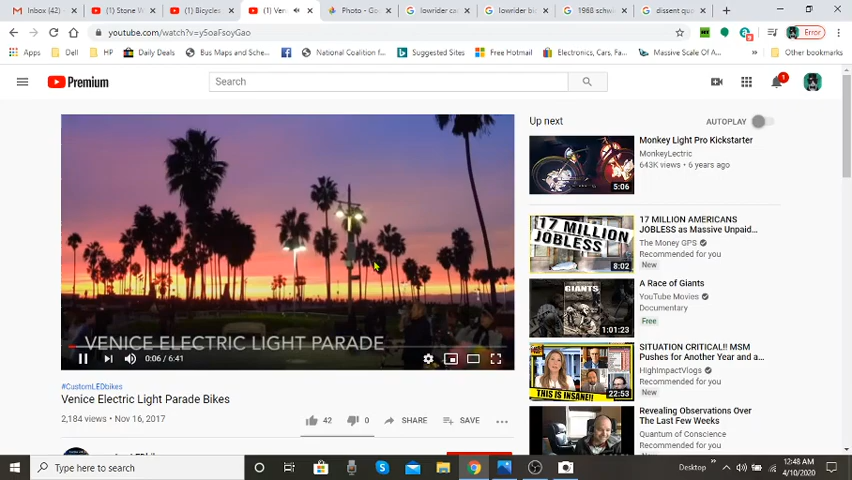 Inbox (42)
(1) Stone W
(1) Bicycles
(1) Ven
Photo - Go
lowrider ca
lowrider bi
1968 schw
dissent quo
youtube.com/watch?v=ySoaFsoyGao
Error
Apps
Daily Deals
Bus Maps and Sche
National Coalition f
Suggested Sites
Free Hotmail
Electronics, Cars, Fa
Massive Scale Of A
Other bookmarks
Premium
Search
1
VENICE ELECTRIC LIGHT PARADE
0:06 / 6:41
#CustomLEDbikes
Venice Electric Light Parade Bikes
2,184 views • Nov 16, 2017
42
0
SHARE
SAVE
Up next
AUTOPLAY
5:06
Monkey Light Pro Kickstarter
MonkeyLectric
643K views • 6 years ago
17 MILLION
JOBLESS
8:02
17 MILLION AMERICANS
JOBLESS as Massive Unpaid...
The Money GPS
Recommended for you
New
GIANTS
1:01:23
A Race of Giants
YouTube Movies
Documentary
Free
THIS IS INSANE!!
22:53
SITUATION CRITICAL!! MSM
Pushes for Another Year and a...
HighImpactVlogs
Recommended for you
New
Revealing Observations Over
The Last Few Weeks
Quantum of Conscience
Recommended for you
Type here to search
Desktop
12:48 AM
4/10/2020